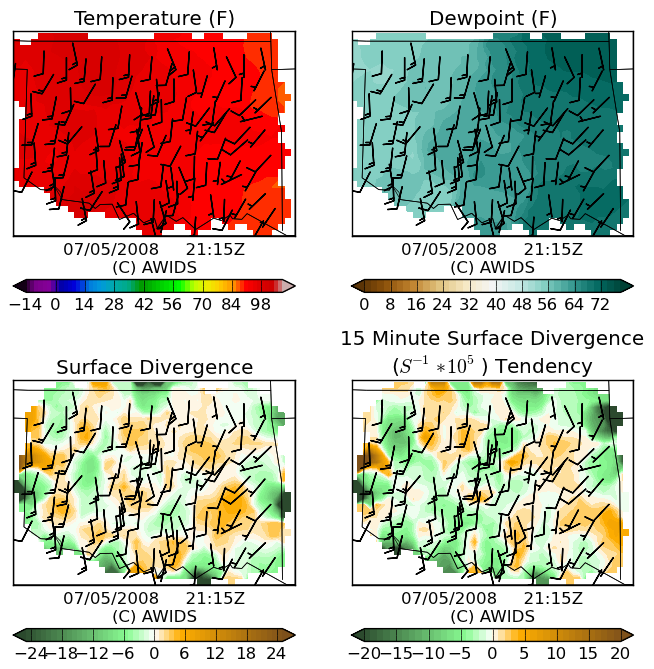 Temperature (F)
Dewpoint (F)
07/05/2008 21:15Z
(C) AWIDS
07/05/2008 21:15Z
(C) AWIDS
−14 0 14 28 42 56 70 84 98
0 8 16 24 32 40 48 56 64 72
Surface Divergence
15 Minute Surface Divergence
(S⁻¹ *10⁵ ) Tendency
07/05/2008 21:15Z
(C) AWIDS
07/05/2008 21:15Z
(C) AWIDS
−24 −18 −12 −6 0 6 12 18 24
−20 −15 −10 −5 0 5 10 15 20